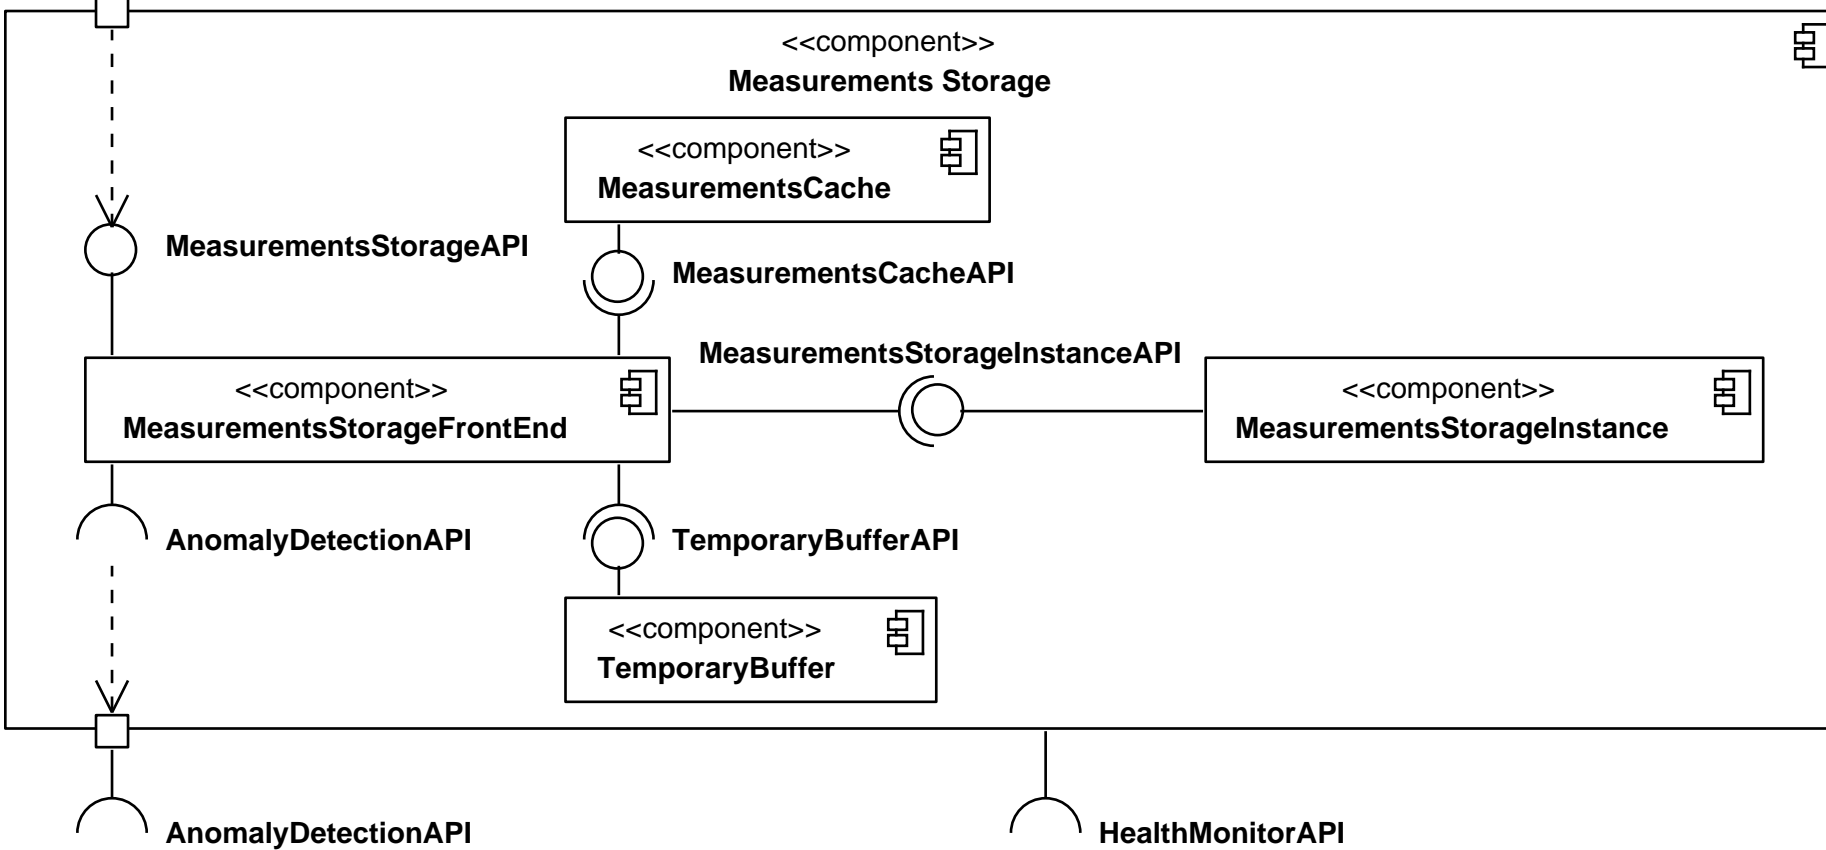 <<component>>
Measurements Storage
<<component>>
MeasurementsCache
MeasurementsStorageAPI
MeasurementsCacheAPI
MeasurementsStorageInstanceAPI
<<component>>
MeasurementsStorageFrontEnd
<<component>>
MeasurementsStorageInstance
AnomalyDetectionAPI
TemporaryBufferAPI
<<component>>
TemporaryBuffer
AnomalyDetectionAPI
HealthMonitorAPI